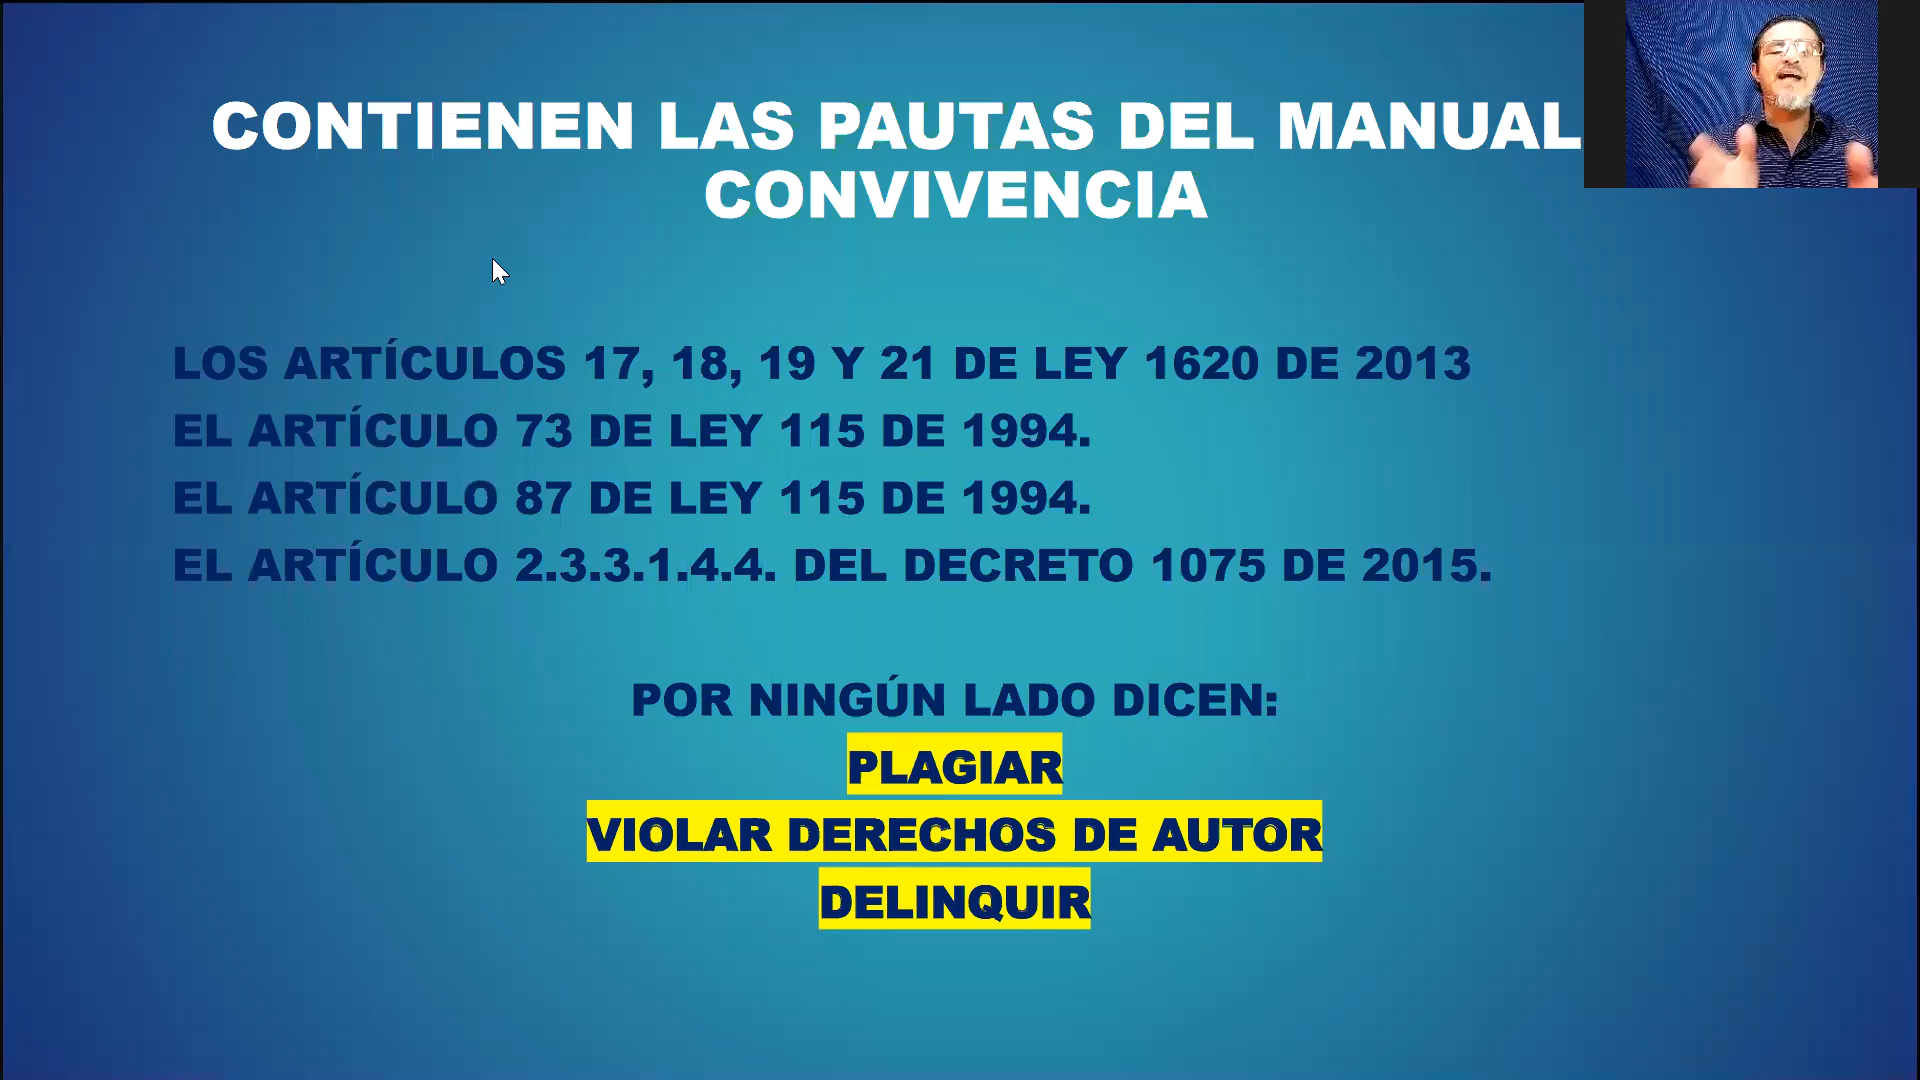 CONTIENEN LAS PAUTAS DEL MANUAL
CONVIVENCIA
LOS ARTÍCULOS 17, 18, 19 Y 21 DE LEY 1620 DE 2013
EL ARTÍCULO 73 DE LEY 115 DE 1994.
EL ARTÍCULO 87 DE LEY 115 DE 1994.
EL ARTÍCULO 2.3.3.1.4.4. DEL DECRETO 1075 DE 2015.
POR NINGÚN LADO DICEN:
PLAGIAR
VIOLAR DERECHOS DE AUTOR
DELINQUIR